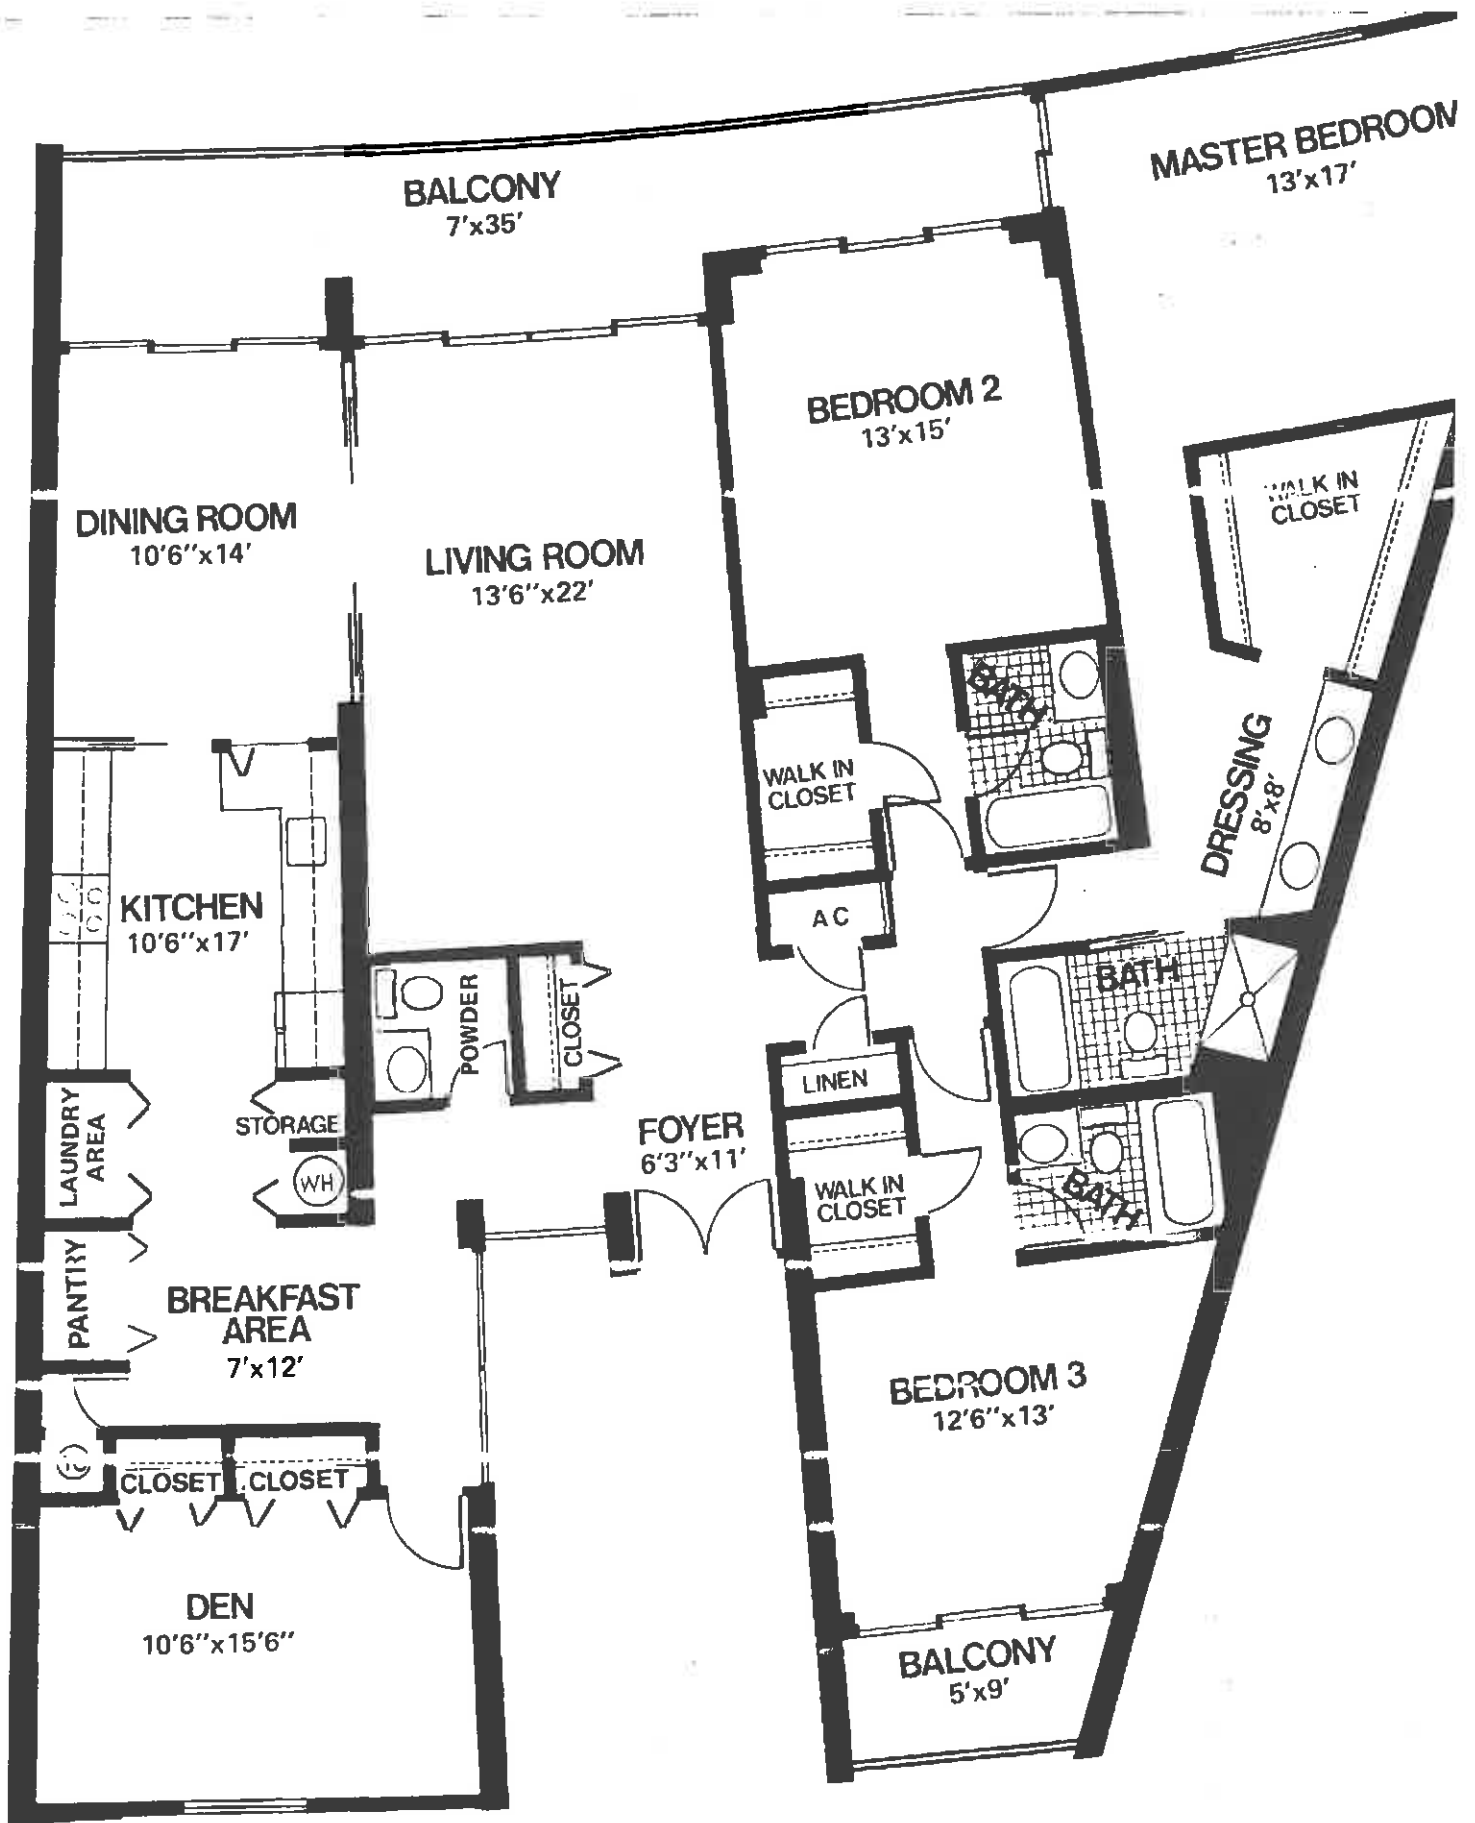 MASTER BEDROOM
13'x17'
BALCONY
7'x35'
BEDROOM 2
13'x15'
WALK IN
CLOSET
DINING ROOM
10'6"x14'
LIVING ROOM
13'6"x22'
BATH
WALK IN
CLOSET
DRESSING
8'x8'
KITCHEN
10'6"x17'
AC
BATH
POWDER
CLOSET
LINEN
LAUNDRY
AREA
STORAGE
WH
FOYER
6'3"x11'
WALK IN
CLOSET
BATH
PANTRY
BREAKFAST
AREA
7'x12'
BEDROOM 3
12'6"x13'
CLOSET
CLOSET
DEN
10'6"x15'6"
BALCONY
5'x9'